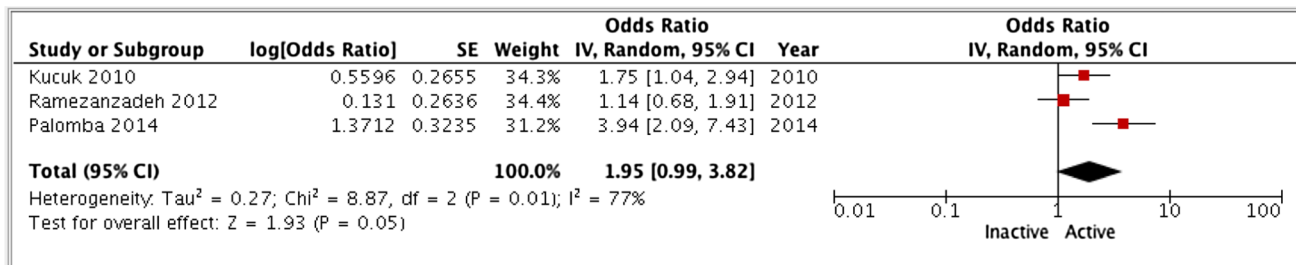 Odds Ratio Odds Ratio
Study or Subgroup log[Odds Ratio] SE Weight IV, Random, 95% CI Year IV, Random, 95% CI
Kucuk 2010 0.5596 0.2655 34.3% 1.75 [1.04, 2.94] 2010
Ramezanzadeh 2012 0.131 0.2636 34.4% 1.14 [0.68, 1.91] 2012
Palomba 2014 1.3712 0.3235 31.2% 3.94 [2.09, 7.43] 2014
Total (95% CI) 100.0% 1.95 [0.99, 3.82]
Heterogeneity: Tau² = 0.27; Chi² = 8.87, df = 2 (P = 0.01); I² = 77%
Test for overall effect: Z = 1.93 (P = 0.05)
0.01 0.1 1 10 100
Inactive Active